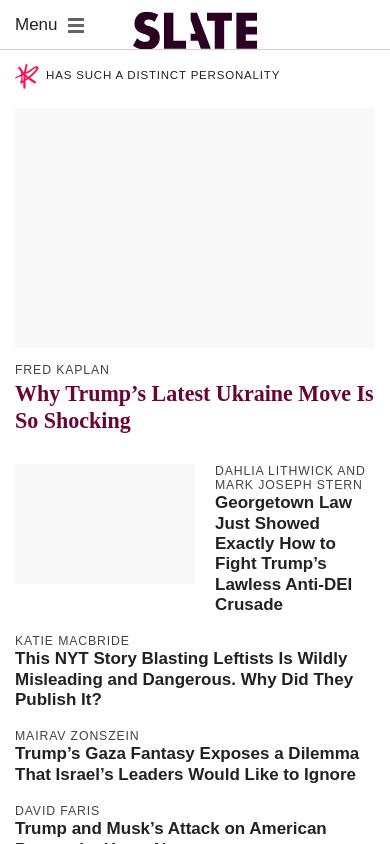 Menu
SLATE
HAS SUCH A DISTINCT PERSONALITY
FRED KAPLAN
Why Trump’s Latest Ukraine Move Is
So Shocking
DAHLIA LITHWICK AND
MARK JOSEPH STERN
Georgetown Law
Just Showed
Exactly How to
Fight Trump’s
Lawless Anti-DEI
Crusade
KATIE MACBRIDE
This NYT Story Blasting Leftists Is Wildly
Misleading and Dangerous. Why Did They
Publish It?
MAIRAV ZONSZEIN
Trump’s Gaza Fantasy Exposes a Dilemma
That Israel’s Leaders Would Like to Ignore
DAVID FARIS
Trump and Musk’s Attack on American